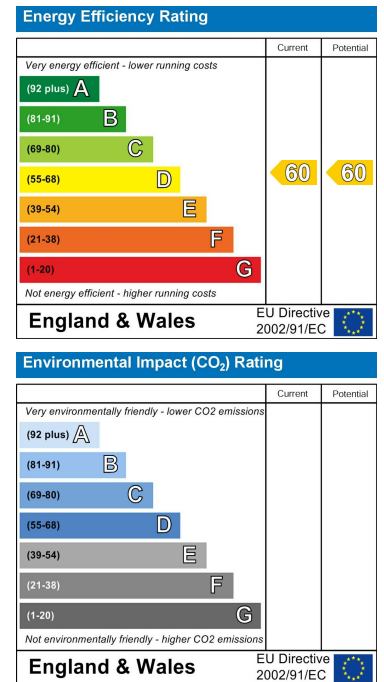 Energy Efficiency Rating
Current Potential
Very energy efficient - lower running costs
(92 plus) A
(81-91) B
(69-80) C
(55-68) D 60 60
(39-54) E
(21-38) F
(1-20) G
Not energy efficient - higher running costs
England & Wales EU Directive
2002/91/EC
Environmental Impact (CO₂) Rating
Current Potential
Very environmentally friendly - lower CO2 emissions
(92 plus) A
(81-91) B
(69-80) C
(55-68) D
(39-54) E
(21-38) F
(1-20) G
Not environmentally friendly - higher CO2 emissions
England & Wales EU Directive
2002/91/EC